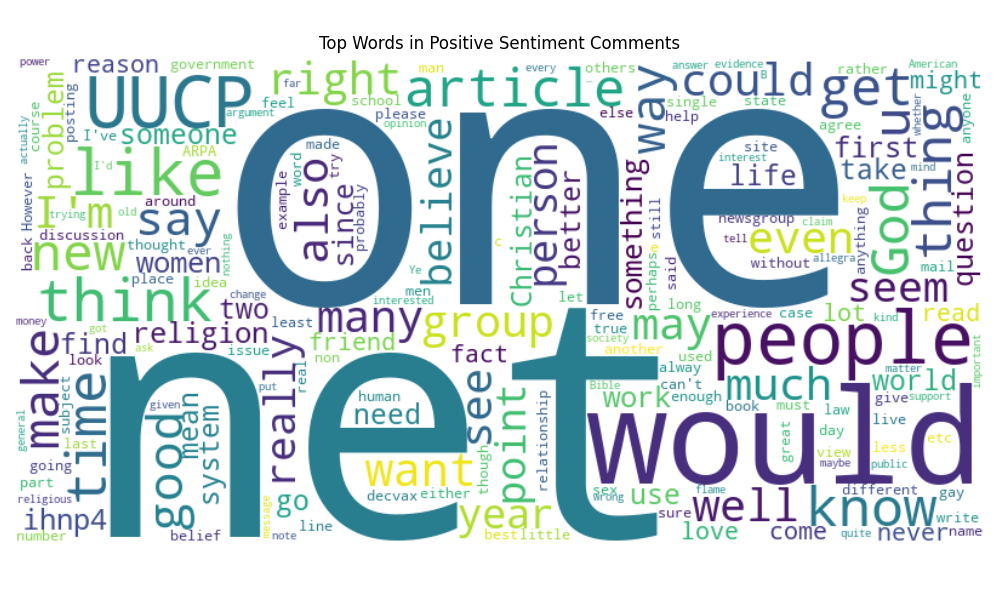 Top Words in Positive Sentiment Comments
power
reason
government
far
right
man
article
every
others
way
answer
evidence
B
could
rather
get
American
might
course
problem
posting
UUCP
argument
feel
school
please
opinion
else
single
help
state
agree
anyone
whether
us
thing
actually
I've
someone
ARPA
I'd
like
one
word
made
try
example
also
since
probably
believe
Christian
person
better
something
still
site
interest
life
first
take
mind
question
back
However
trying
old
I'm
around
say
discussion
thought
ever
nothing
new
women
place
idea
c
Ye
men
interested
let
perhaps
e
said
newsgroup
claim
keep
tell
even
without
allegra
anything
God
mail
seem
think
change
two
many
group
may
free
true
society
long
experience
case
lot
kind
read
money
got
religion
least
friend
non
fact
another
used
people
important
make
find
look
ask
issue
really
real
put
see
alway
can't
enough
much
matter
world
Bible
work
book
must
law
give
support
general
subject
time
given
good
mean
system
net
human
need
want
point
relationship
would
great
day
live
view
less
etc
maybe
public
last
going
part
religious
number
ihnp4
belief
message
note
go
line
decvax
either
though
year
bestlittle
sex
wrong
use
sure
flame
well
love
come
know
different
quite
gay
never
write
name